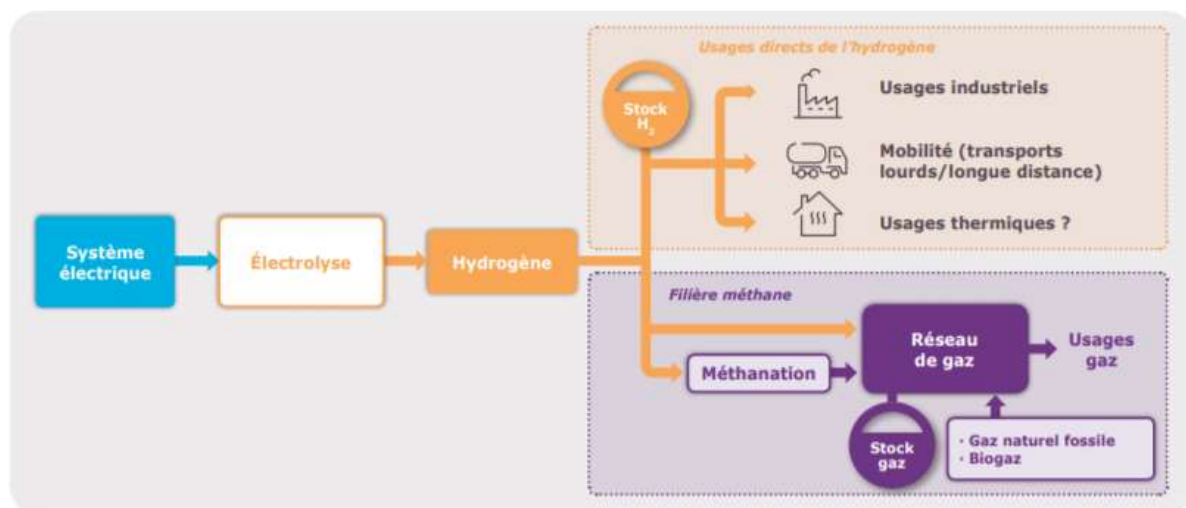 Usages directs de l'hydrogène
Stock
H2
Usages industriels
Mobilité (transports
lourds/longue distance)
Usages thermiques ?
Système
électrique
Électrolyse
Hydrogène
Filière méthane
Réseau
de gaz
Usages
gaz
Méthanation
Stock
gaz
· Gaz naturel fossile
· Biogaz